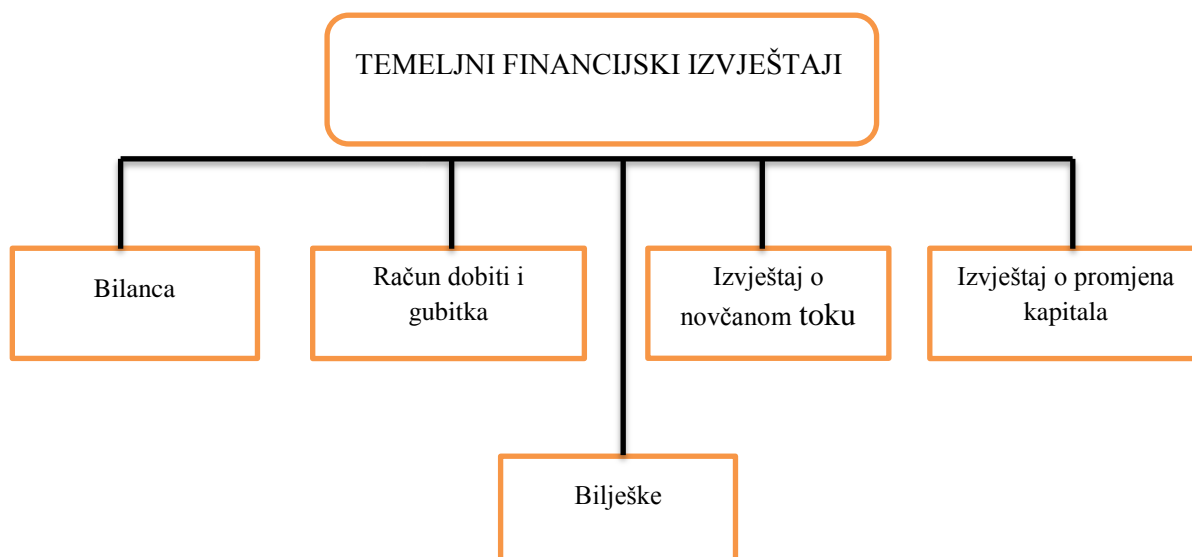 TEMELJNI FINANCIJSKI IZVJEŠTAJI
Bilanca
Račun dobiti i
gubitka
Izvještaj o
novčanom toku
Izvještaj o promjena
kapitala
Bilješke